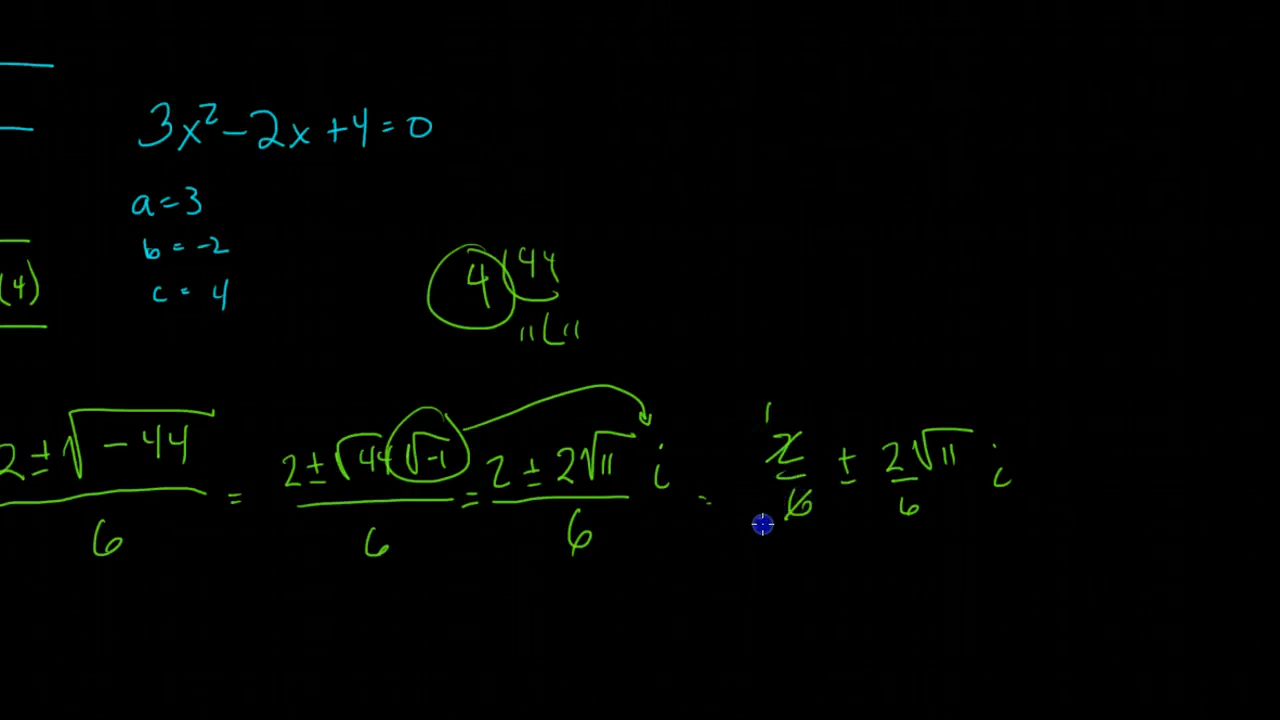 3x² - 2x + 4 = 0
a = 3
b = -2
c = 4
(4)
4 44
11 11
2 ± √-44 / 6 = 2 ± √44 √-1 / 6 = 2 ± 2√11 i / 6 = 1 2/6 ± 2√11/6 i